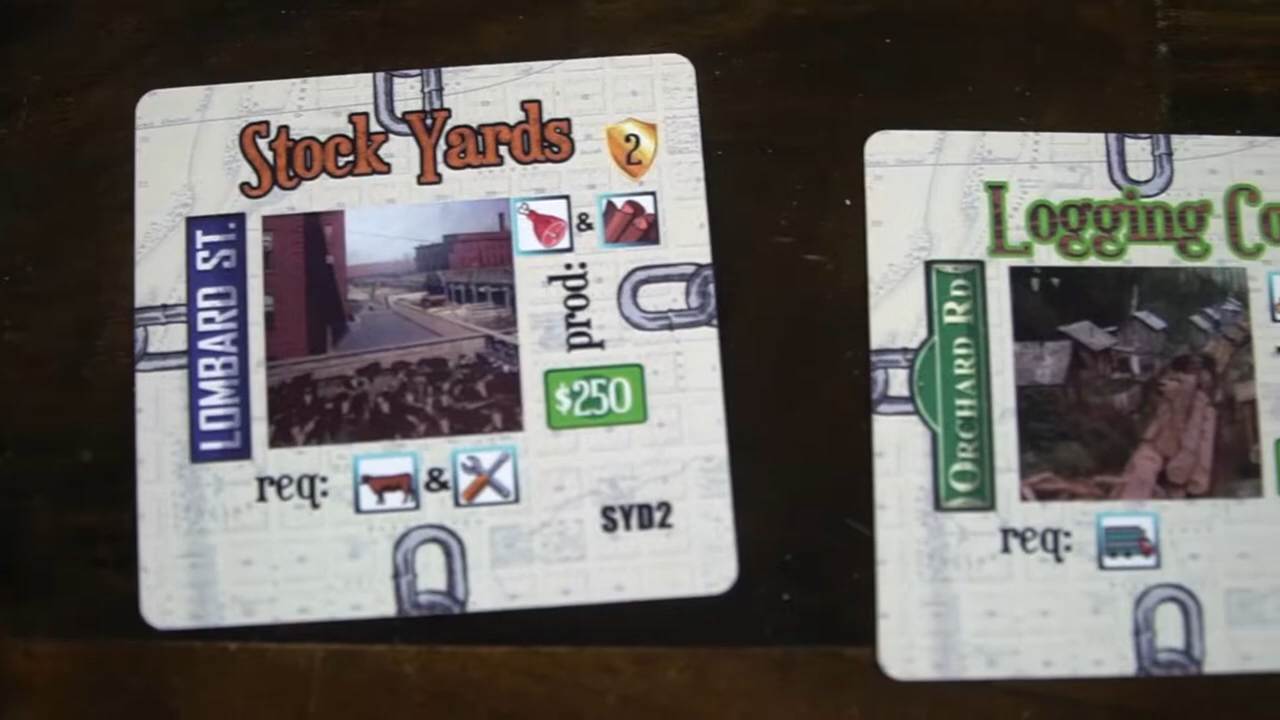 Stock Yards
2
LOMBARD ST.
&
prod:
$250
req:
&
SYD2
Logging Co
ORCHARD RD
req: